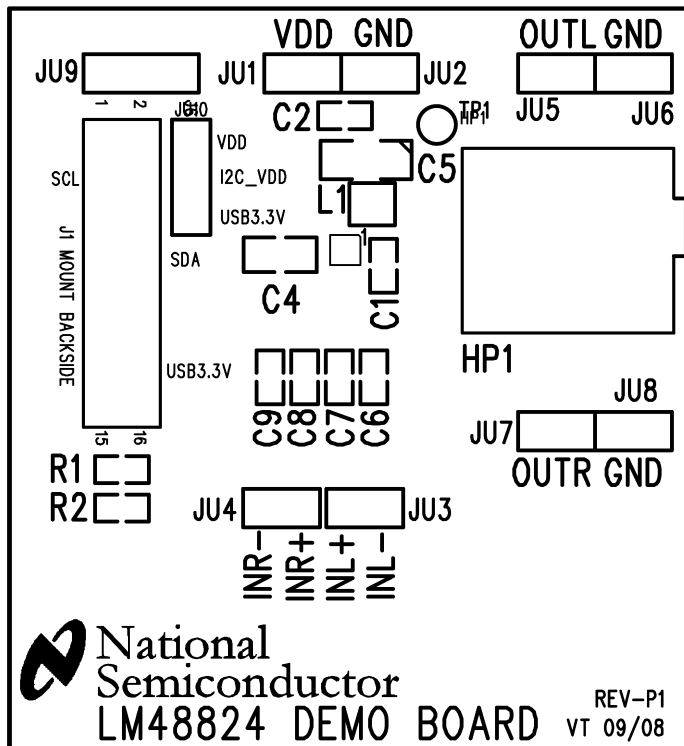 VDD GND
OUTL GND
JU9
JU1
JU2
JU5
JU6
1
2
C2
TP1
JU10
VDD
SCL
I2C_VDD
C5
USB3.3V
L1
1
SDA
J1 MOUNT BACKSIDE
C4
C1
HP1
USB3.3V
C9
C8
C7
C6
JU8
JU7
OUTR GND
15
16
R1
R2
JU4
JU3
INR-
INR+
INL+
INL-
National
Semiconductor
LM48824 DEMO BOARD
REV-P1
VT 09/08